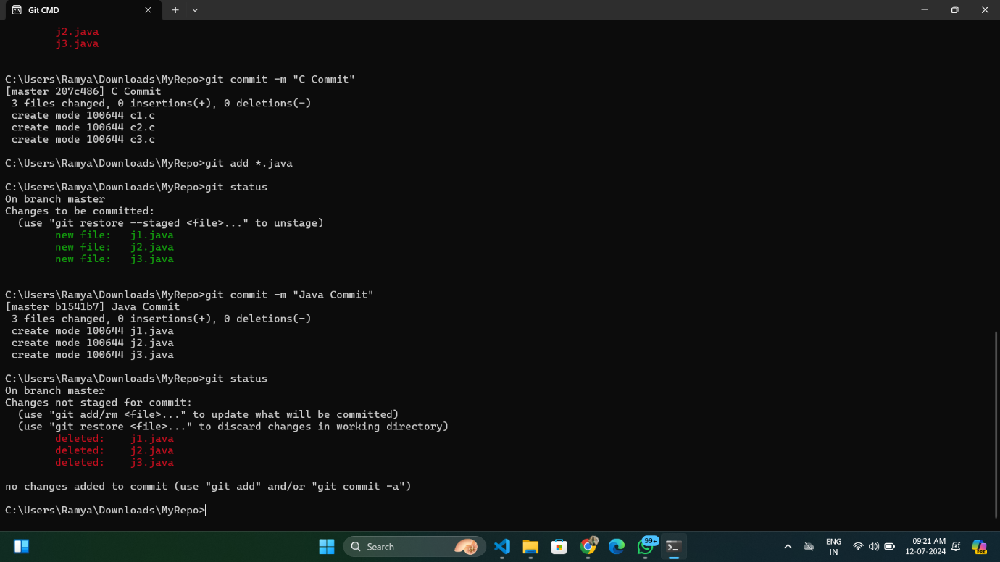 Git CMD
j2.java
j3.java
C:\Users\Ramya\Downloads\MyRepo>git commit -m "C Commit"
[master 207c486] C Commit
 3 files changed, 0 insertions(+), 0 deletions(-)
 create mode 100644 c1.c
 create mode 100644 c2.c
 create mode 100644 c3.c
C:\Users\Ramya\Downloads\MyRepo>git add *.java
C:\Users\Ramya\Downloads\MyRepo>git status
On branch master
Changes to be committed:
  (use "git restore --staged <file>..." to unstage)
        new file:   j1.java
        new file:   j2.java
        new file:   j3.java
C:\Users\Ramya\Downloads\MyRepo>git commit -m "Java Commit"
[master b1541b7] Java Commit
 3 files changed, 0 insertions(+), 0 deletions(-)
 create mode 100644 j1.java
 create mode 100644 j2.java
 create mode 100644 j3.java
C:\Users\Ramya\Downloads\MyRepo>git status
On branch master
Changes not staged for commit:
  (use "git add/rm <file>..." to update what will be committed)
  (use "git restore <file>..." to discard changes in working directory)
        deleted:    j1.java
        deleted:    j2.java
        deleted:    j3.java
no changes added to commit (use "git add" and/or "git commit -a")
C:\Users\Ramya\Downloads\MyRepo>
Search
99+
ENG
IN
09:21 AM
12-07-2024
PRE